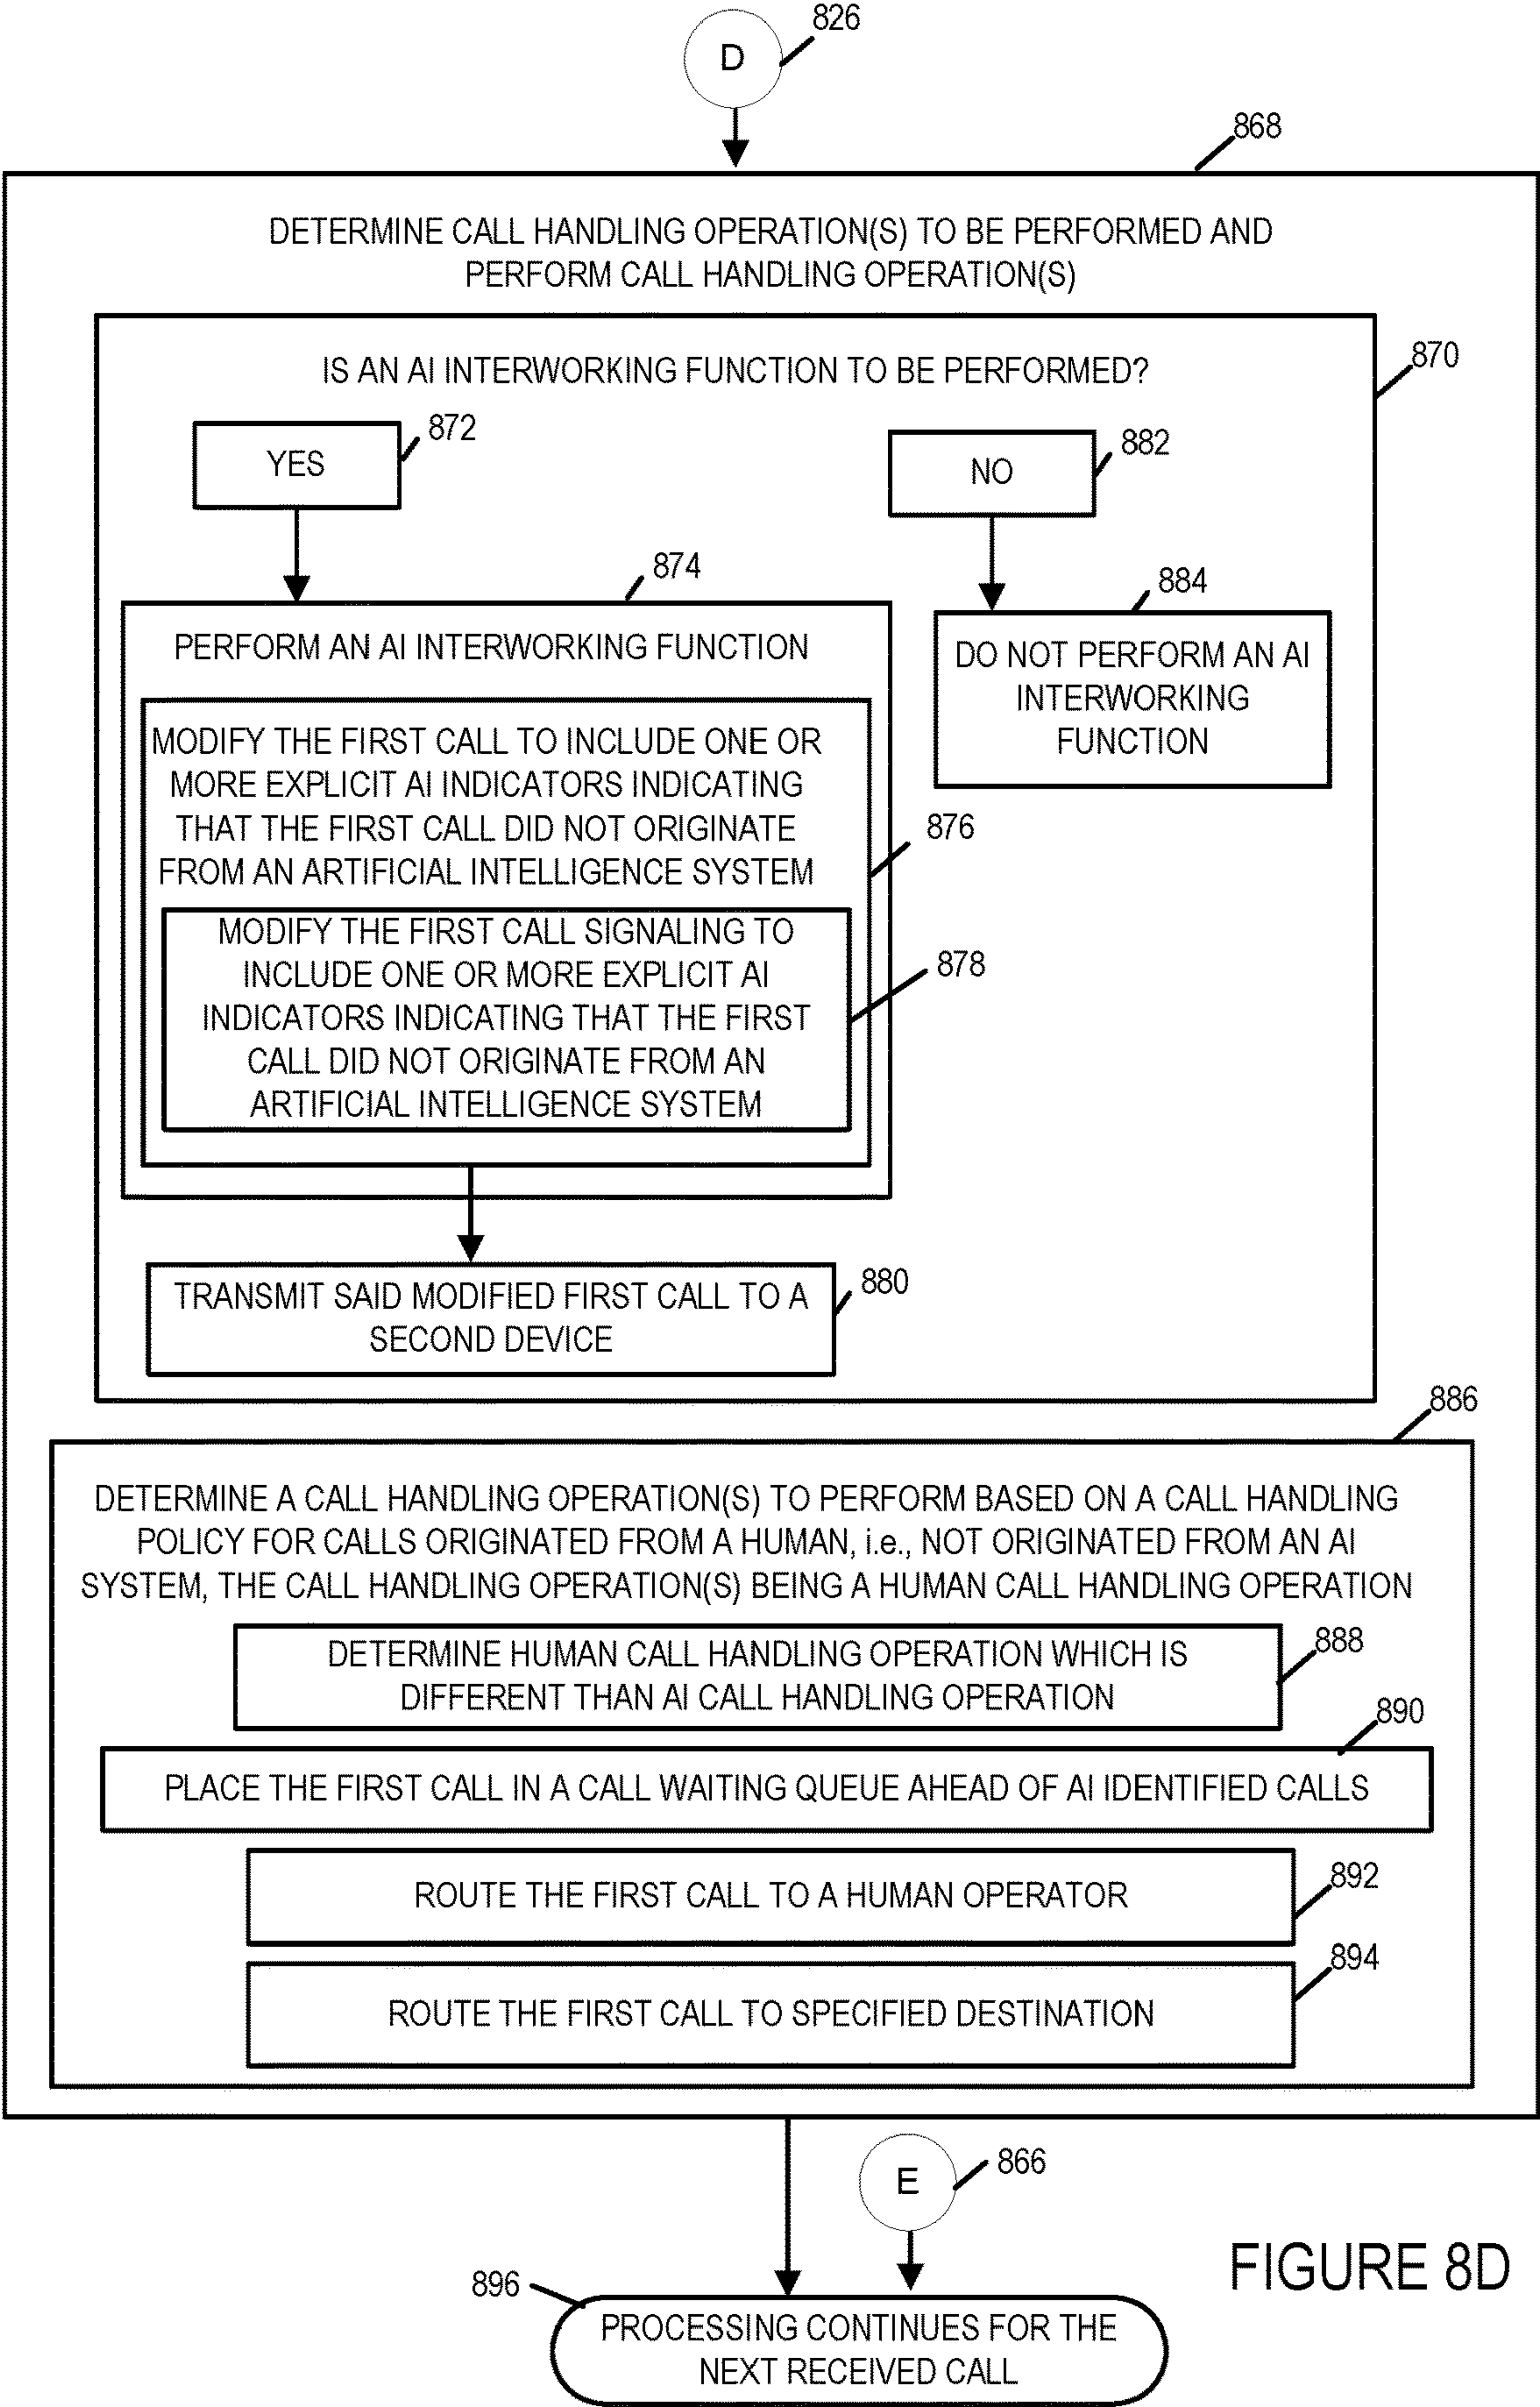 826
D
868
DETERMINE CALL HANDLING OPERATION(S) TO BE PERFORMED AND
PERFORM CALL HANDLING OPERATION(S)
IS AN AI INTERWORKING FUNCTION TO BE PERFORMED?
870
YES
872
NO
882
874
884
PERFORM AN AI INTERWORKING FUNCTION
DO NOT PERFORM AN AI
INTERWORKING
FUNCTION
MODIFY THE FIRST CALL TO INCLUDE ONE OR
MORE EXPLICIT AI INDICATORS INDICATING
THAT THE FIRST CALL DID NOT ORIGINATE
FROM AN ARTIFICIAL INTELLIGENCE SYSTEM
876
MODIFY THE FIRST CALL SIGNALING TO
INCLUDE ONE OR MORE EXPLICIT AI
INDICATORS INDICATING THAT THE FIRST
CALL DID NOT ORIGINATE FROM AN
ARTIFICIAL INTELLIGENCE SYSTEM
878
TRANSMIT SAID MODIFIED FIRST CALL TO A
SECOND DEVICE
880
886
DETERMINE A CALL HANDLING OPERATION(S) TO PERFORM BASED ON A CALL HANDLING
POLICY FOR CALLS ORIGINATED FROM A HUMAN, i.e., NOT ORIGINATED FROM AN AI
SYSTEM, THE CALL HANDLING OPERATION(S) BEING A HUMAN CALL HANDLING OPERATION
DETERMINE HUMAN CALL HANDLING OPERATION WHICH IS
DIFFERENT THAN AI CALL HANDLING OPERATION
888
890
PLACE THE FIRST CALL IN A CALL WAITING QUEUE AHEAD OF AI IDENTIFIED CALLS
ROUTE THE FIRST CALL TO A HUMAN OPERATOR
892
894
ROUTE THE FIRST CALL TO SPECIFIED DESTINATION
E
866
FIGURE 8D
896
PROCESSING CONTINUES FOR THE
NEXT RECEIVED CALL